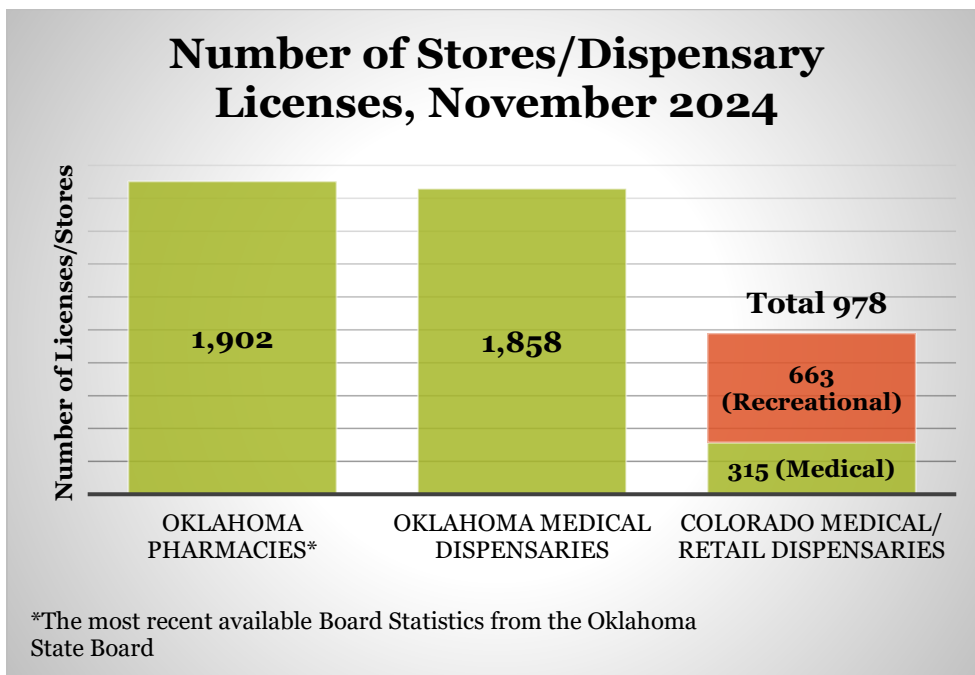 Number of Stores/Dispensary
Licenses, November 2024
Number of Licenses/Stores
1,902
1,858
Total 978
663
(Recreational)
315 (Medical)
OKLAHOMA
PHARMACIES*
OKLAHOMA MEDICAL
DISPENSARIES
COLORADO MEDICAL/
RETAIL DISPENSARIES
*The most recent available Board Statistics from the Oklahoma
State Board